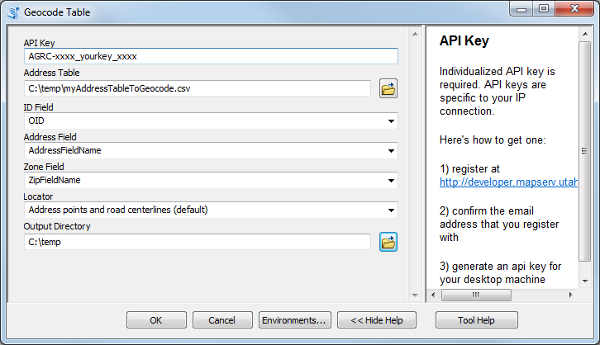 Geocode Table
API Key
AGRC-xxxx_yourkey_xxxx
Address Table
C:\temp\myAddressTableToGeocode.csv
ID Field
OID
Address Field
AddressFieldName
Zone Field
ZipFieldName
Locator
Address points and road centerlines (default)
Output Directory
C:\temp
API Key
Individualized API key is
required. API keys are
specific to your IP
connection.
Here's how to get one:
1) register at
http://developer.mapserv.utah
2) confirm the email
address that you register
with
3) generate an api key for
your desktop machine
OK
Cancel
Environments...
<< Hide Help
Tool Help